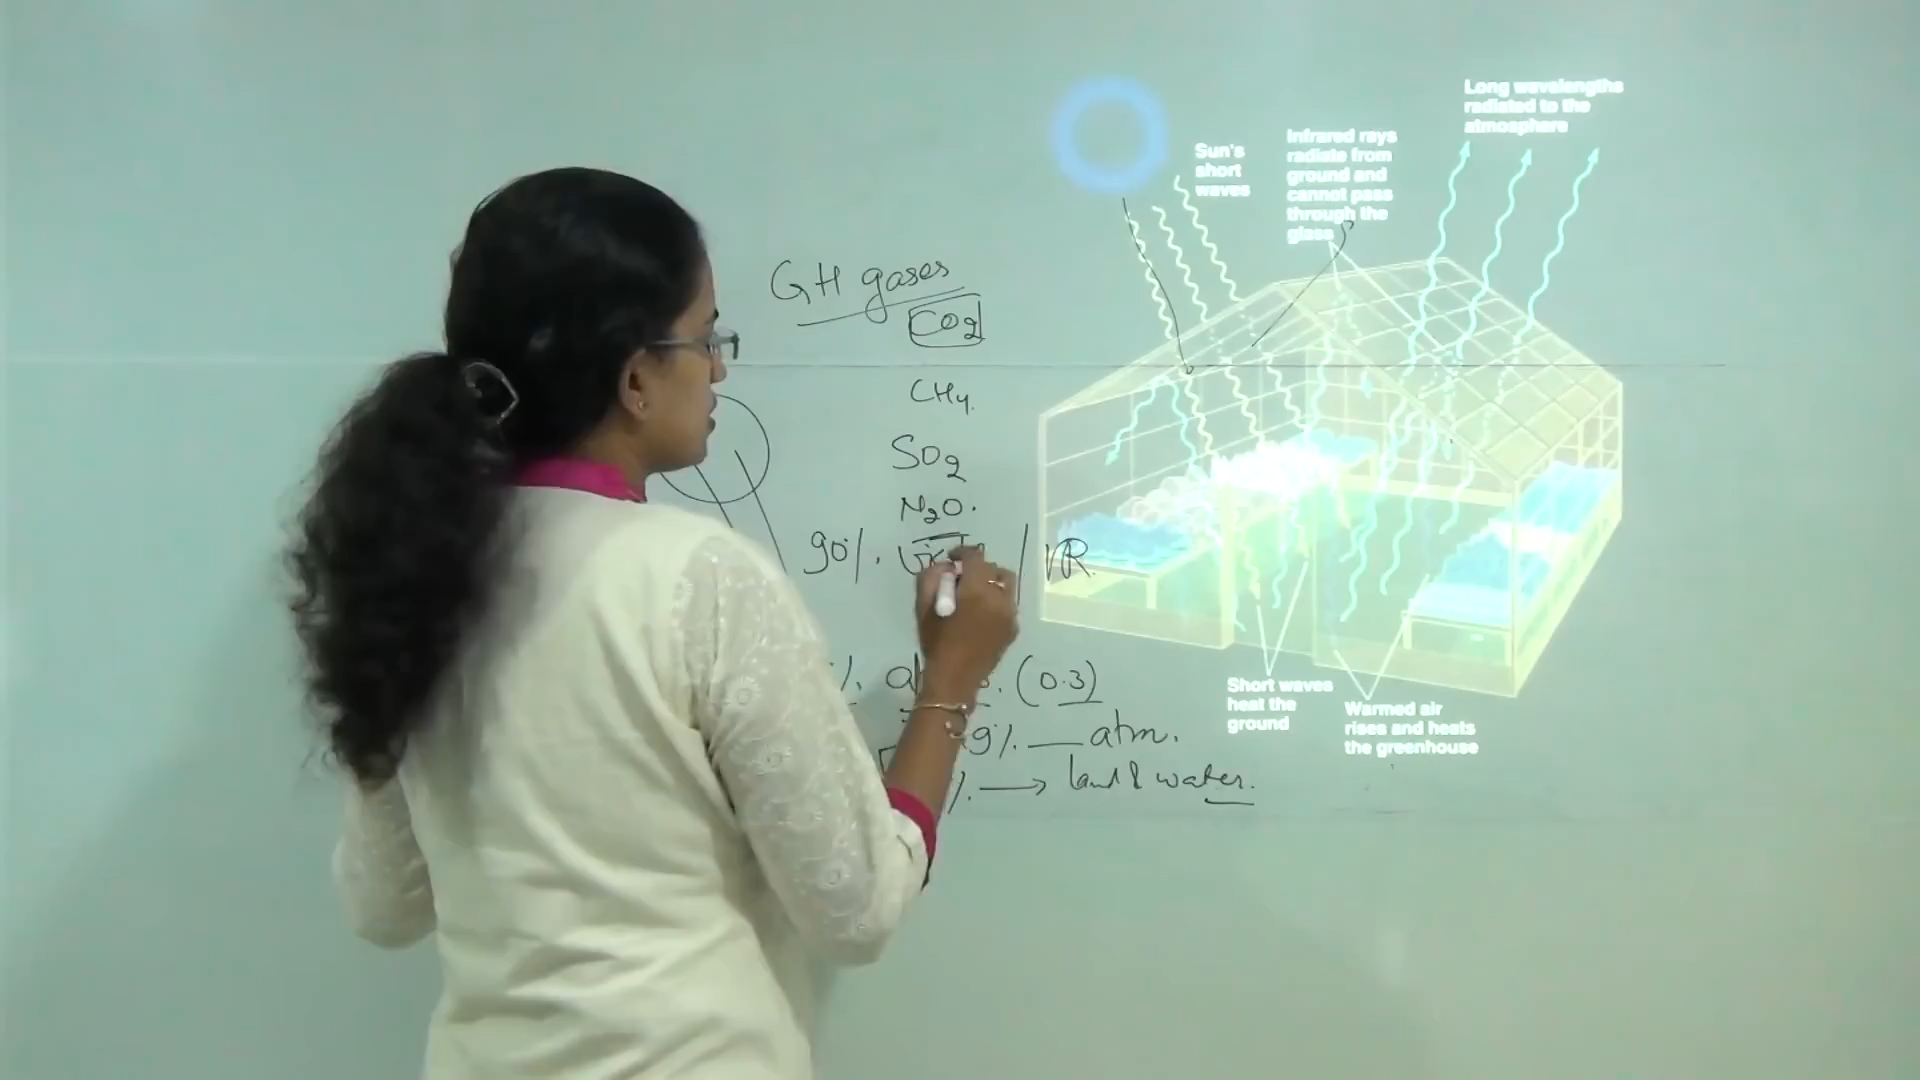 GH gases
CO2
CH4.
SO2
N2O.
90%. / VR.
%. (0.3)
9%. — atm.
%. → land & water.
Sun's
short
waves
Infrared rays
radiate from
ground and
cannot pass
through the
glass
Long wavelengths
radiated to the
atmosphere
Short waves
heat the
ground
Warmed air
rises and heats
the greenhouse